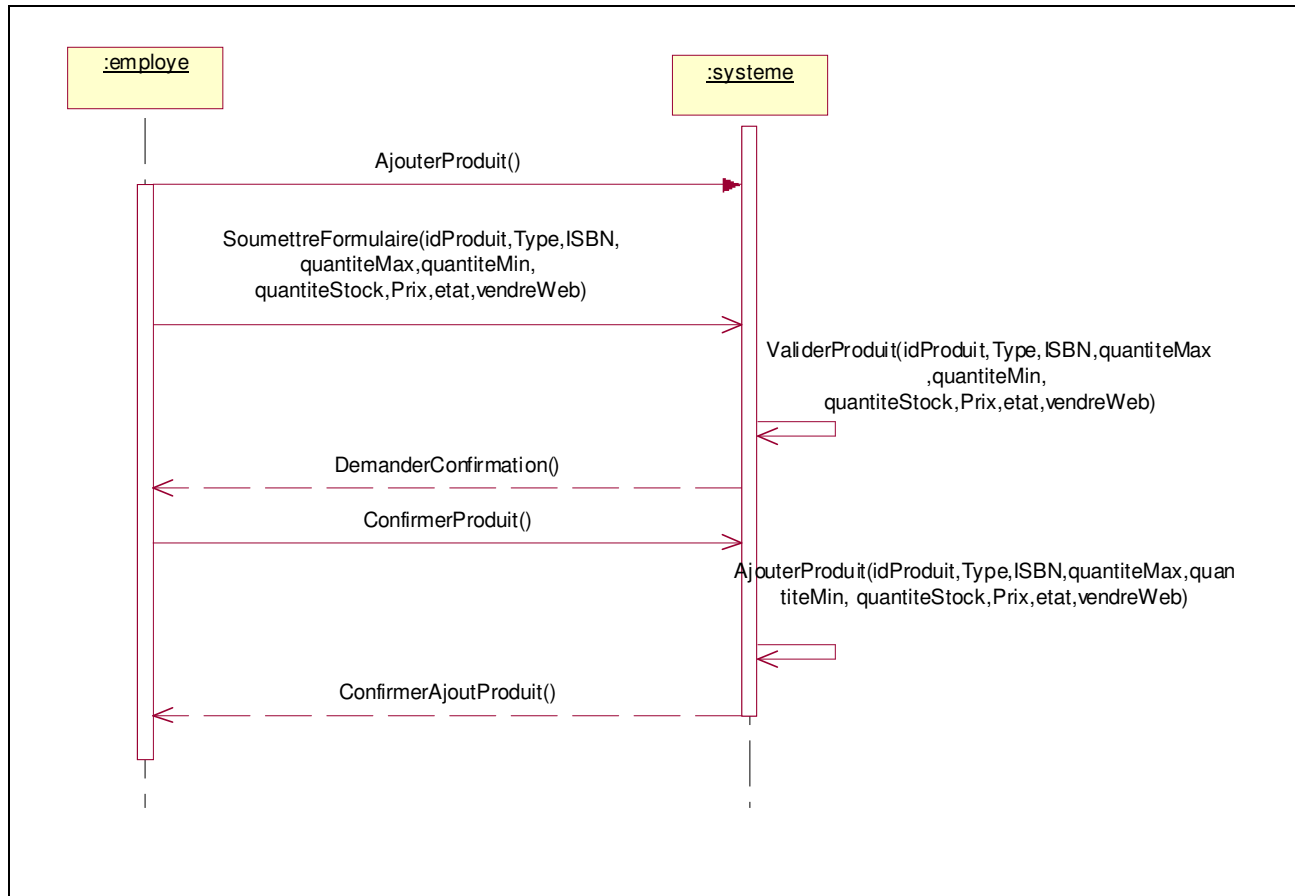 :employe
:systeme
AjouterProduit()
SoumettreFormulaire(idProduit,Type,ISBN,
quantiteMax,quantiteMin,
quantiteStock,Prix,etat,vendreWeb)
ValiderProduit(idProduit,Type,ISBN,quantiteMax
,quantiteMin,
quantiteStock,Prix,etat,vendreWeb)
DemanderConfirmation()
ConfirmerProduit()
AjouterProduit(idProduit,Type,ISBN,quantiteMax,quan
titeMin, quantiteStock,Prix,etat,vendreWeb)
ConfirmerAjoutProduit()